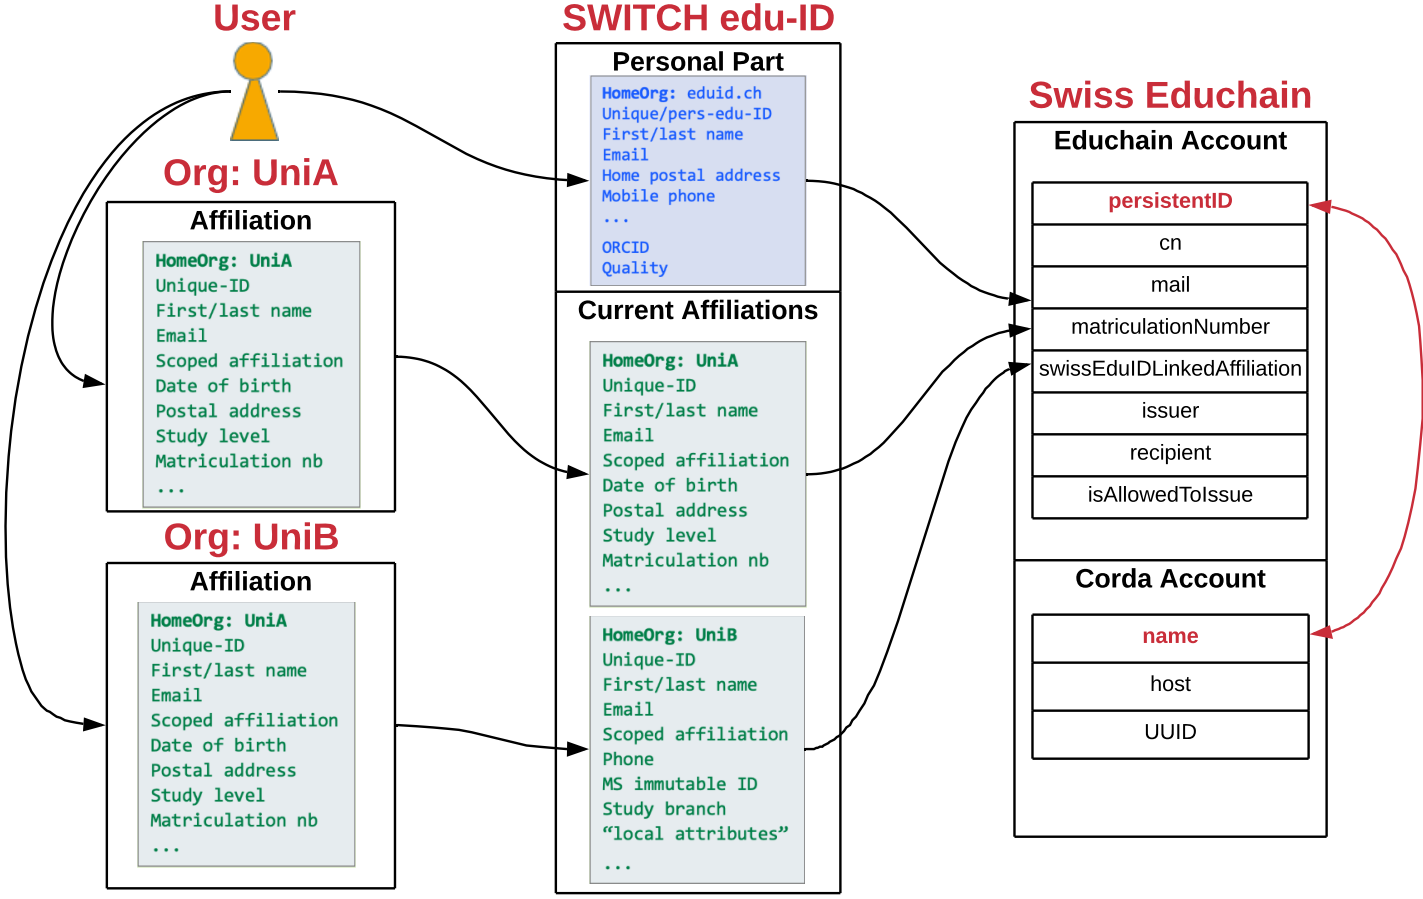 User
Org: UniA
Affiliation
HomeOrg: UniA
Unique-ID
First/last name
Email
Scoped affiliation
Date of birth
Postal address
Study level
Matriculation nb
...
Org: UniB
Affiliation
HomeOrg: UniA
Unique-ID
First/last name
Email
Scoped affiliation
Date of birth
Postal address
Study level
Matriculation nb
...
SWITCH edu-ID
Personal Part
HomeOrg: eduid.ch
Unique/pers-edu-ID
First/last name
Email
Home postal address
Mobile phone
...
ORCID
Quality
Current Affiliations
HomeOrg: UniA
Unique-ID
First/last name
Email
Scoped affiliation
Date of birth
Postal address
Study level
Matriculation nb
...
HomeOrg: UniB
Unique-ID
First/last name
Email
Scoped affiliation
Phone
MS immutable ID
Study branch
“local attributes”
...
Swiss Educhain
Educhain Account
persistentID
cn
mail
matriculationNumber
swissEduIDLinkedAffiliation
issuer
recipient
isAllowedToIssue
Corda Account
name
host
UUID